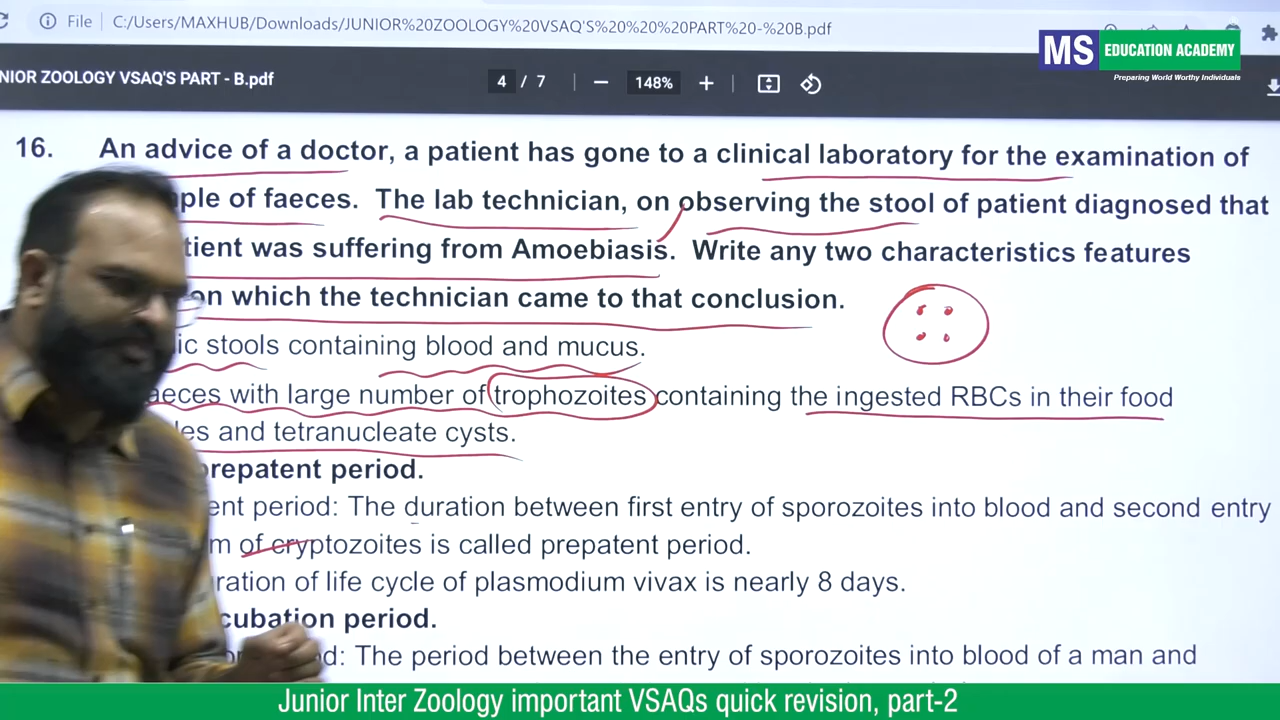 File C:/Users/MAXHUB/Downloads/JUNIOR%20ZOOLOGY%20VSAQ'S%20%20%20PART%20-%20B.pdf
MS EDUCATION ACADEMY
Preparing World Worthy Individuals
NIOR ZOOLOGY VSAQ'S PART - B.pdf
4 / 7
148%
16. An advice of a doctor, a patient has gone to a clinical laboratory for the examination of
ple of faeces. The lab technician, on observing the stool of patient diagnosed that
tient was suffering from Amoebiasis. Write any two characteristics features
on which the technician came to that conclusion.
ic stools containing blood and mucus.
aeces with large number of trophozoites containing the ingested RBCs in their food
les and tetranucleate cysts.
repatent period.
ent period: The duration between first entry of sporozoites into blood and second entry
m of cryptozoites is called prepatent period.
ration of life cycle of plasmodium vivax is nearly 8 days.
cubation period.
d: The period between the entry of sporozoites into blood of a man and
Junior Inter Zoology important VSAQs quick revision, part-2